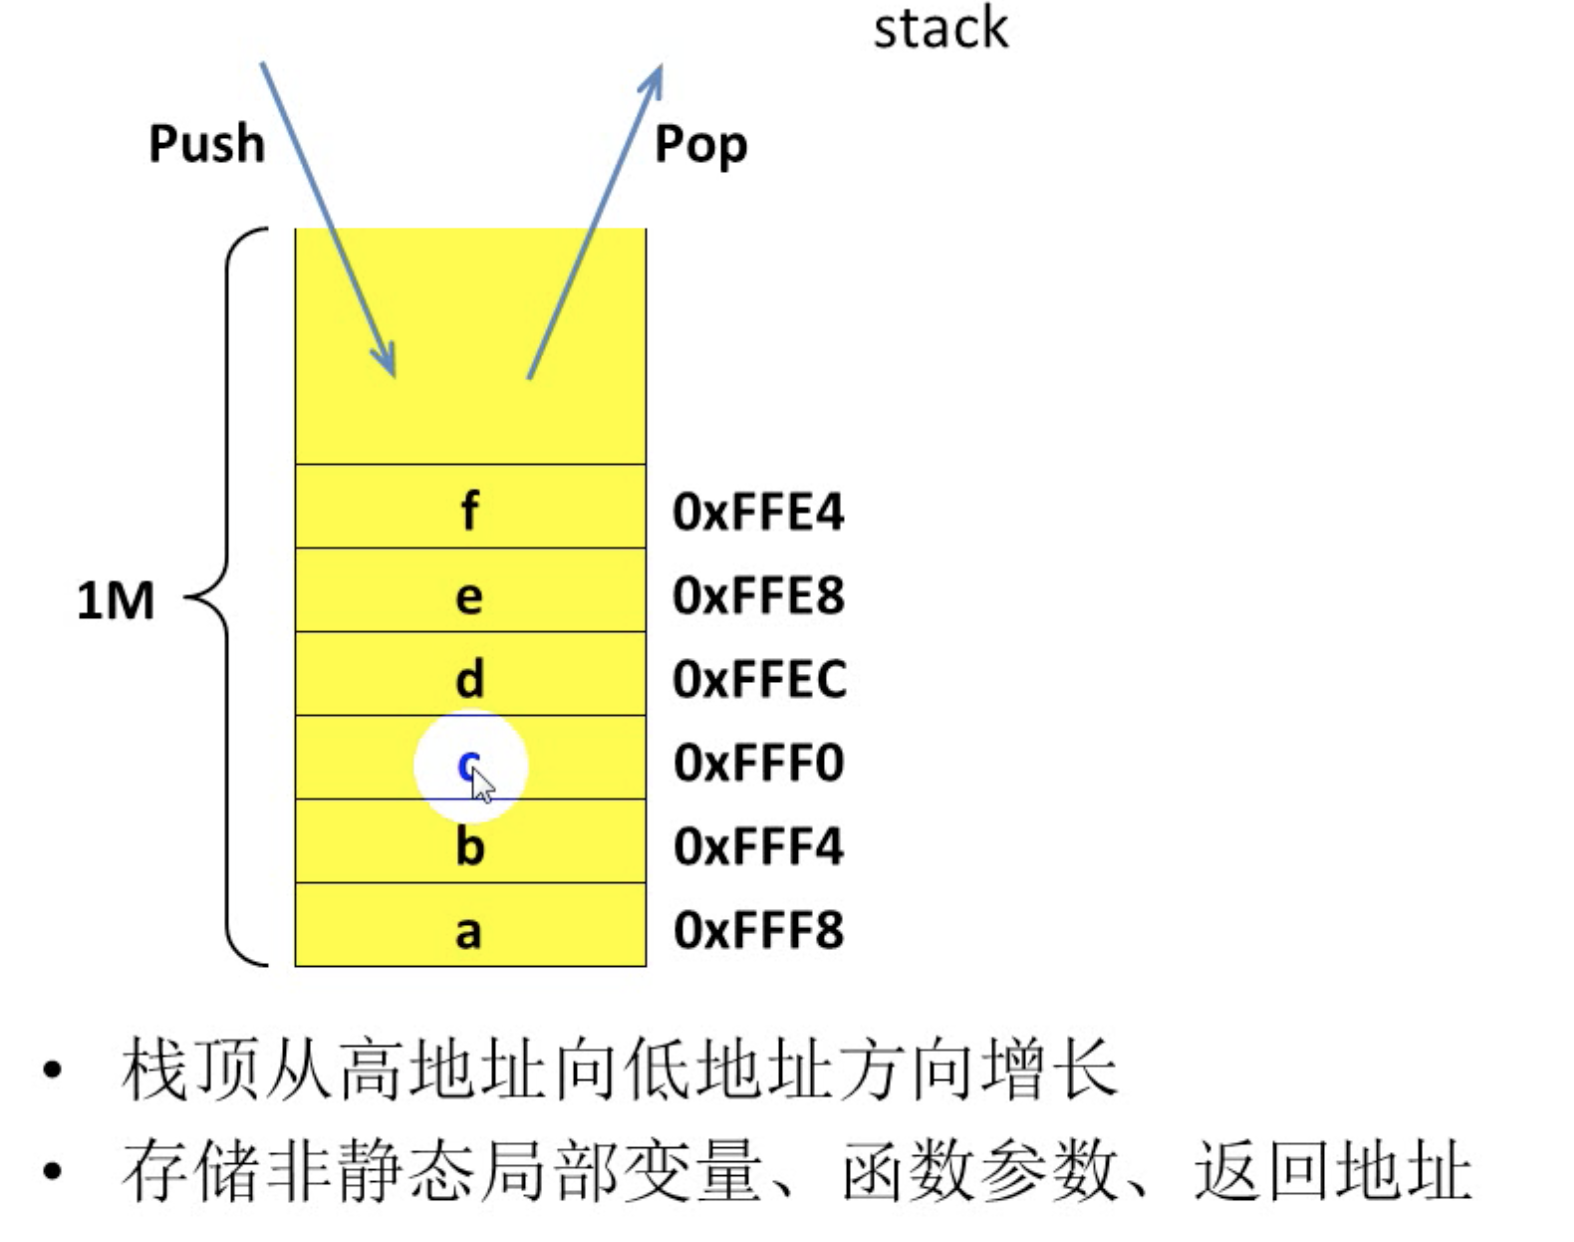 stack
Push
Pop
f 0xFFE4
e 0xFFE8
1M
d 0xFFEC
c 0xFFF0
b 0xFFF4
a 0xFFF8
• 栈顶从高地址向低地址方向增长
• 存储非静态局部变量、函数参数、返回地址